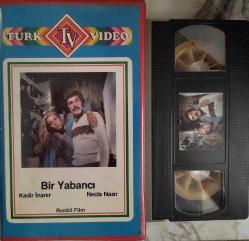 TÜRK TV VIDEO
Bir Yabancı
Kadir İnanır Necla Nazır
Renkli Film